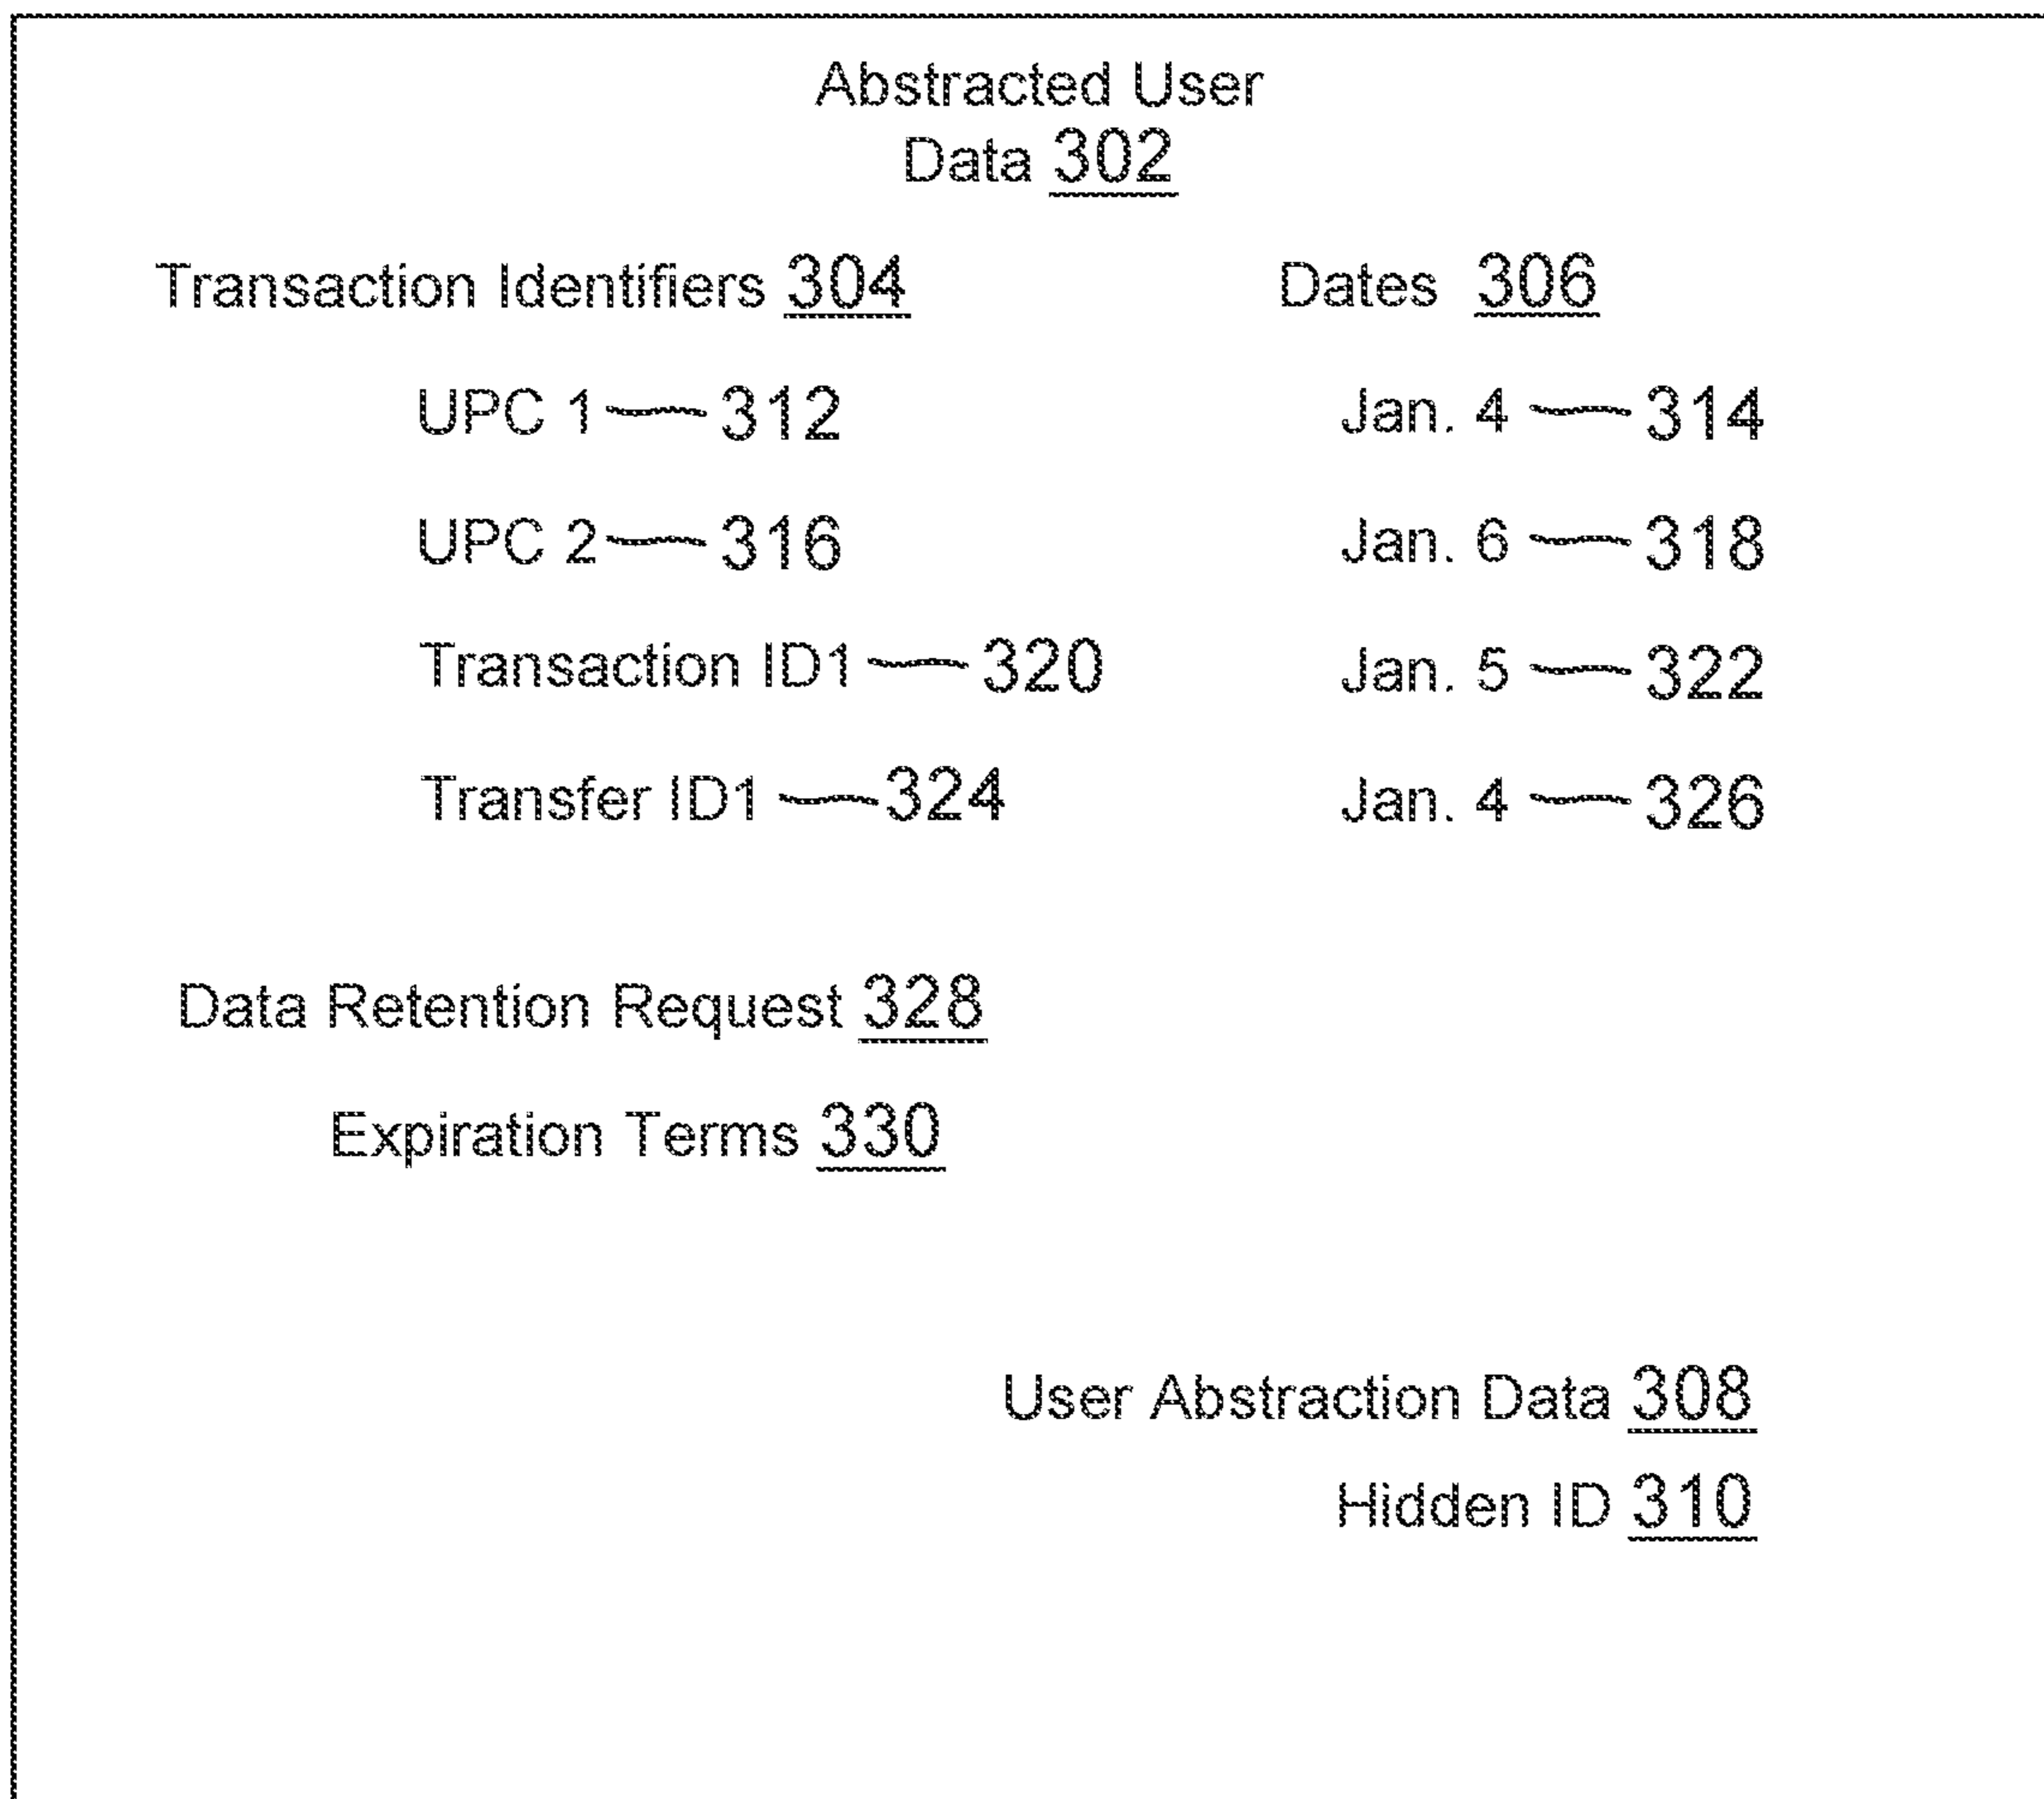 Abstracted User
Data 302
Transaction Identifiers 304 Dates 306
UPC 1 312 Jan. 4 314
UPC 2 316 Jan. 6 318
Transaction ID1 320 Jan. 5 322
Transfer ID1 324 Jan. 4 326
Data Retention Request 328
Expiration Terms 330
User Abstraction Data 308
Hidden ID 310